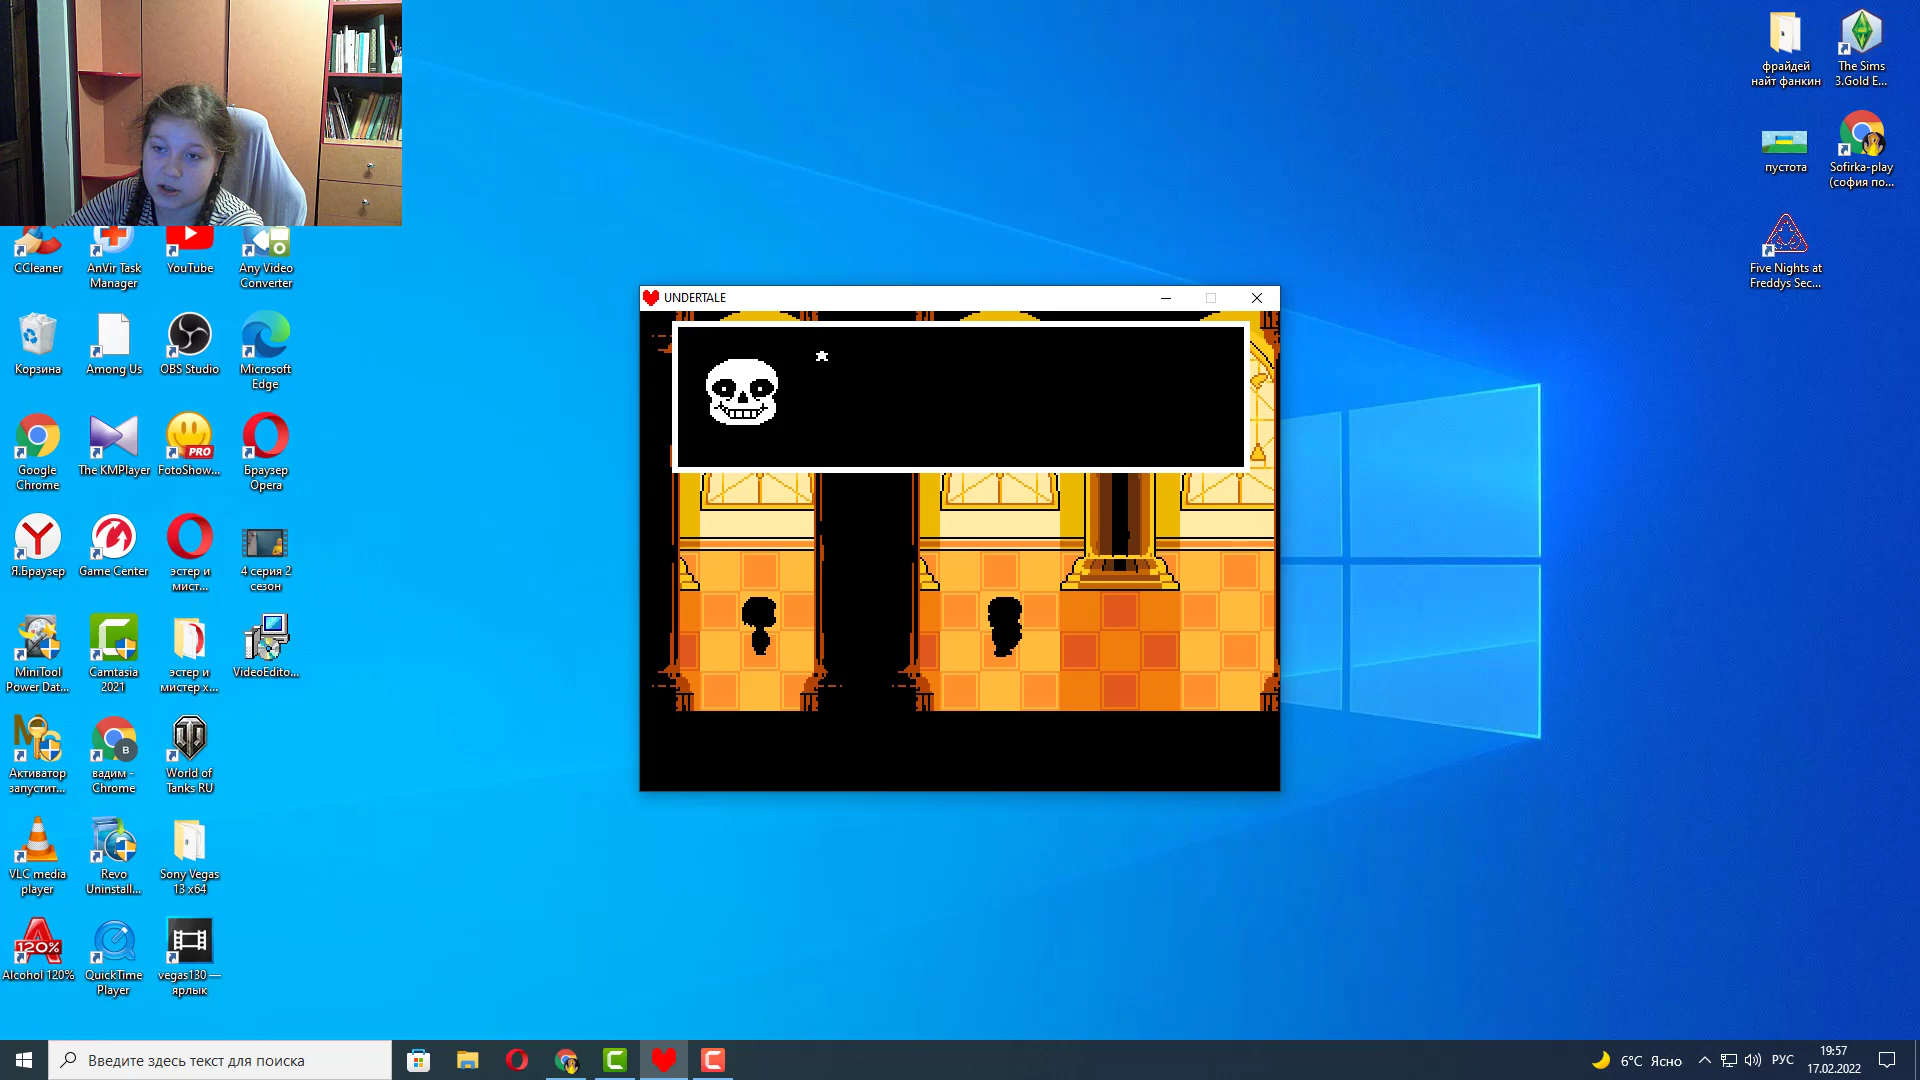 CCleaner
AnVir Task
Manager
YouTube
Any Video
Converter
Корзина
Among Us
OBS Studio
Microsoft
Edge
Google
Chrome
The KMPlayer
PRO
FotoShow...
Браузер
Opera
Я.Браузер
Game Center
эстер и
мист...
4 серия 2
сезон
MiniTool
Power Dat...
Camtasia
2021
эстер и
мистер х...
VideoEdito...
Активатор
запустит...
B
вадим -
Chrome
World of
Tanks RU
VLC media
player
Revo
Uninstall...
Sony Vegas
13 x64
120%
Alcohol 120%
QuickTime
Player
vegas130 —
ярлык
UNDERTALE
фрайдей
найт фанкин
The Sims
3.Gold E...
пустота
Sofirka-play
(софия по...
Five Nights at
Freddys Sec...
Введите здесь текст для поиска
6°C Ясно
РУС
19:57
17.02.2022